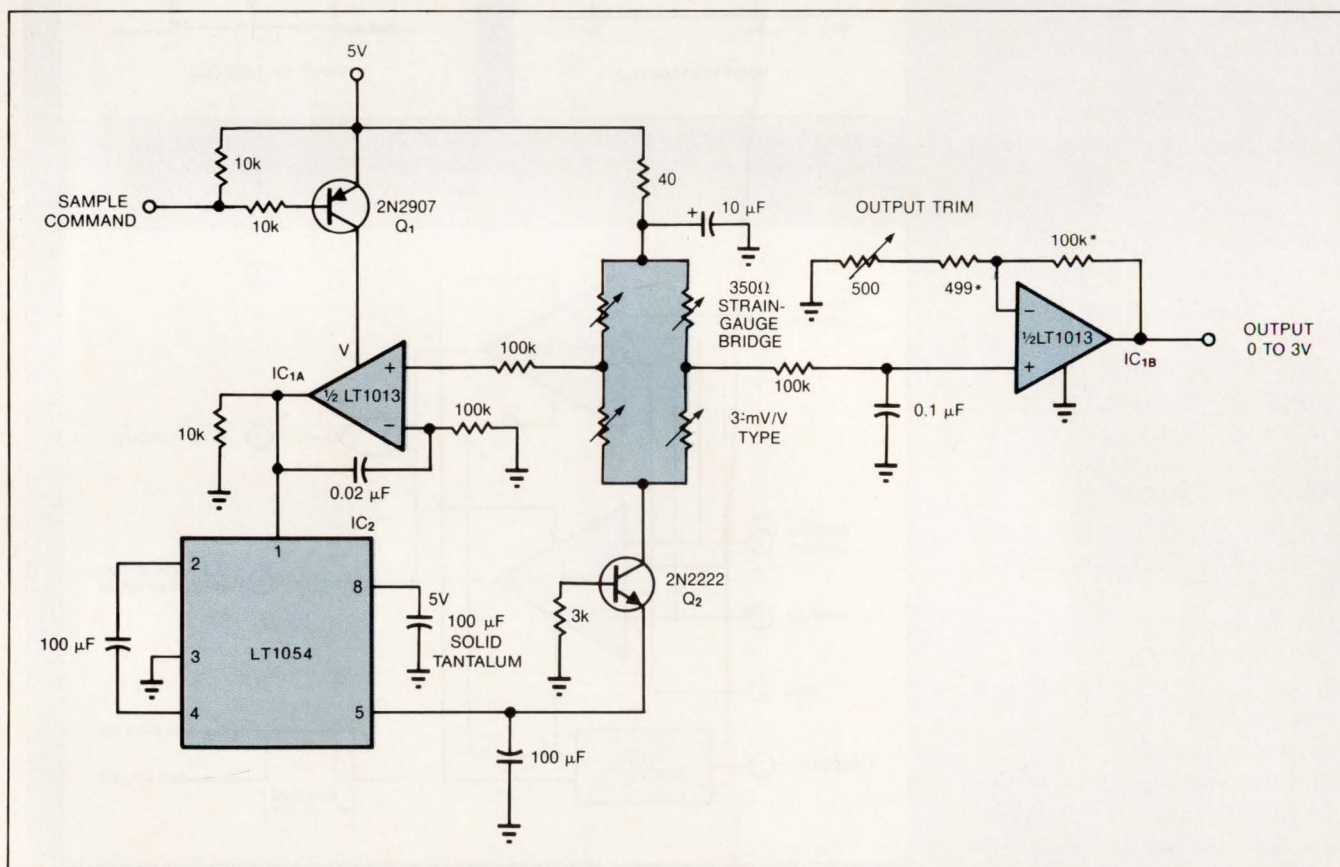 5V
10k
SAMPLE
COMMAND
10k
2N2907
Q1
40
+
10 µF
OUTPUT TRIM
500
499*
100k*
350Ω
STRAIN-
GAUGE
BRIDGE
−
+
½LT1013
IC1B
OUTPUT
0 TO 3V
V
IC1A
½ LT1013
+
−
100k
100k
100k
0.1 µF
3-mV/V
TYPE
10k
0.02 µF
IC2
1
2
8
5V
100 µF
SOLID
TANTALUM
100 µF
3
LT1054
4
5
3k
2N2222
Q2
100 µF